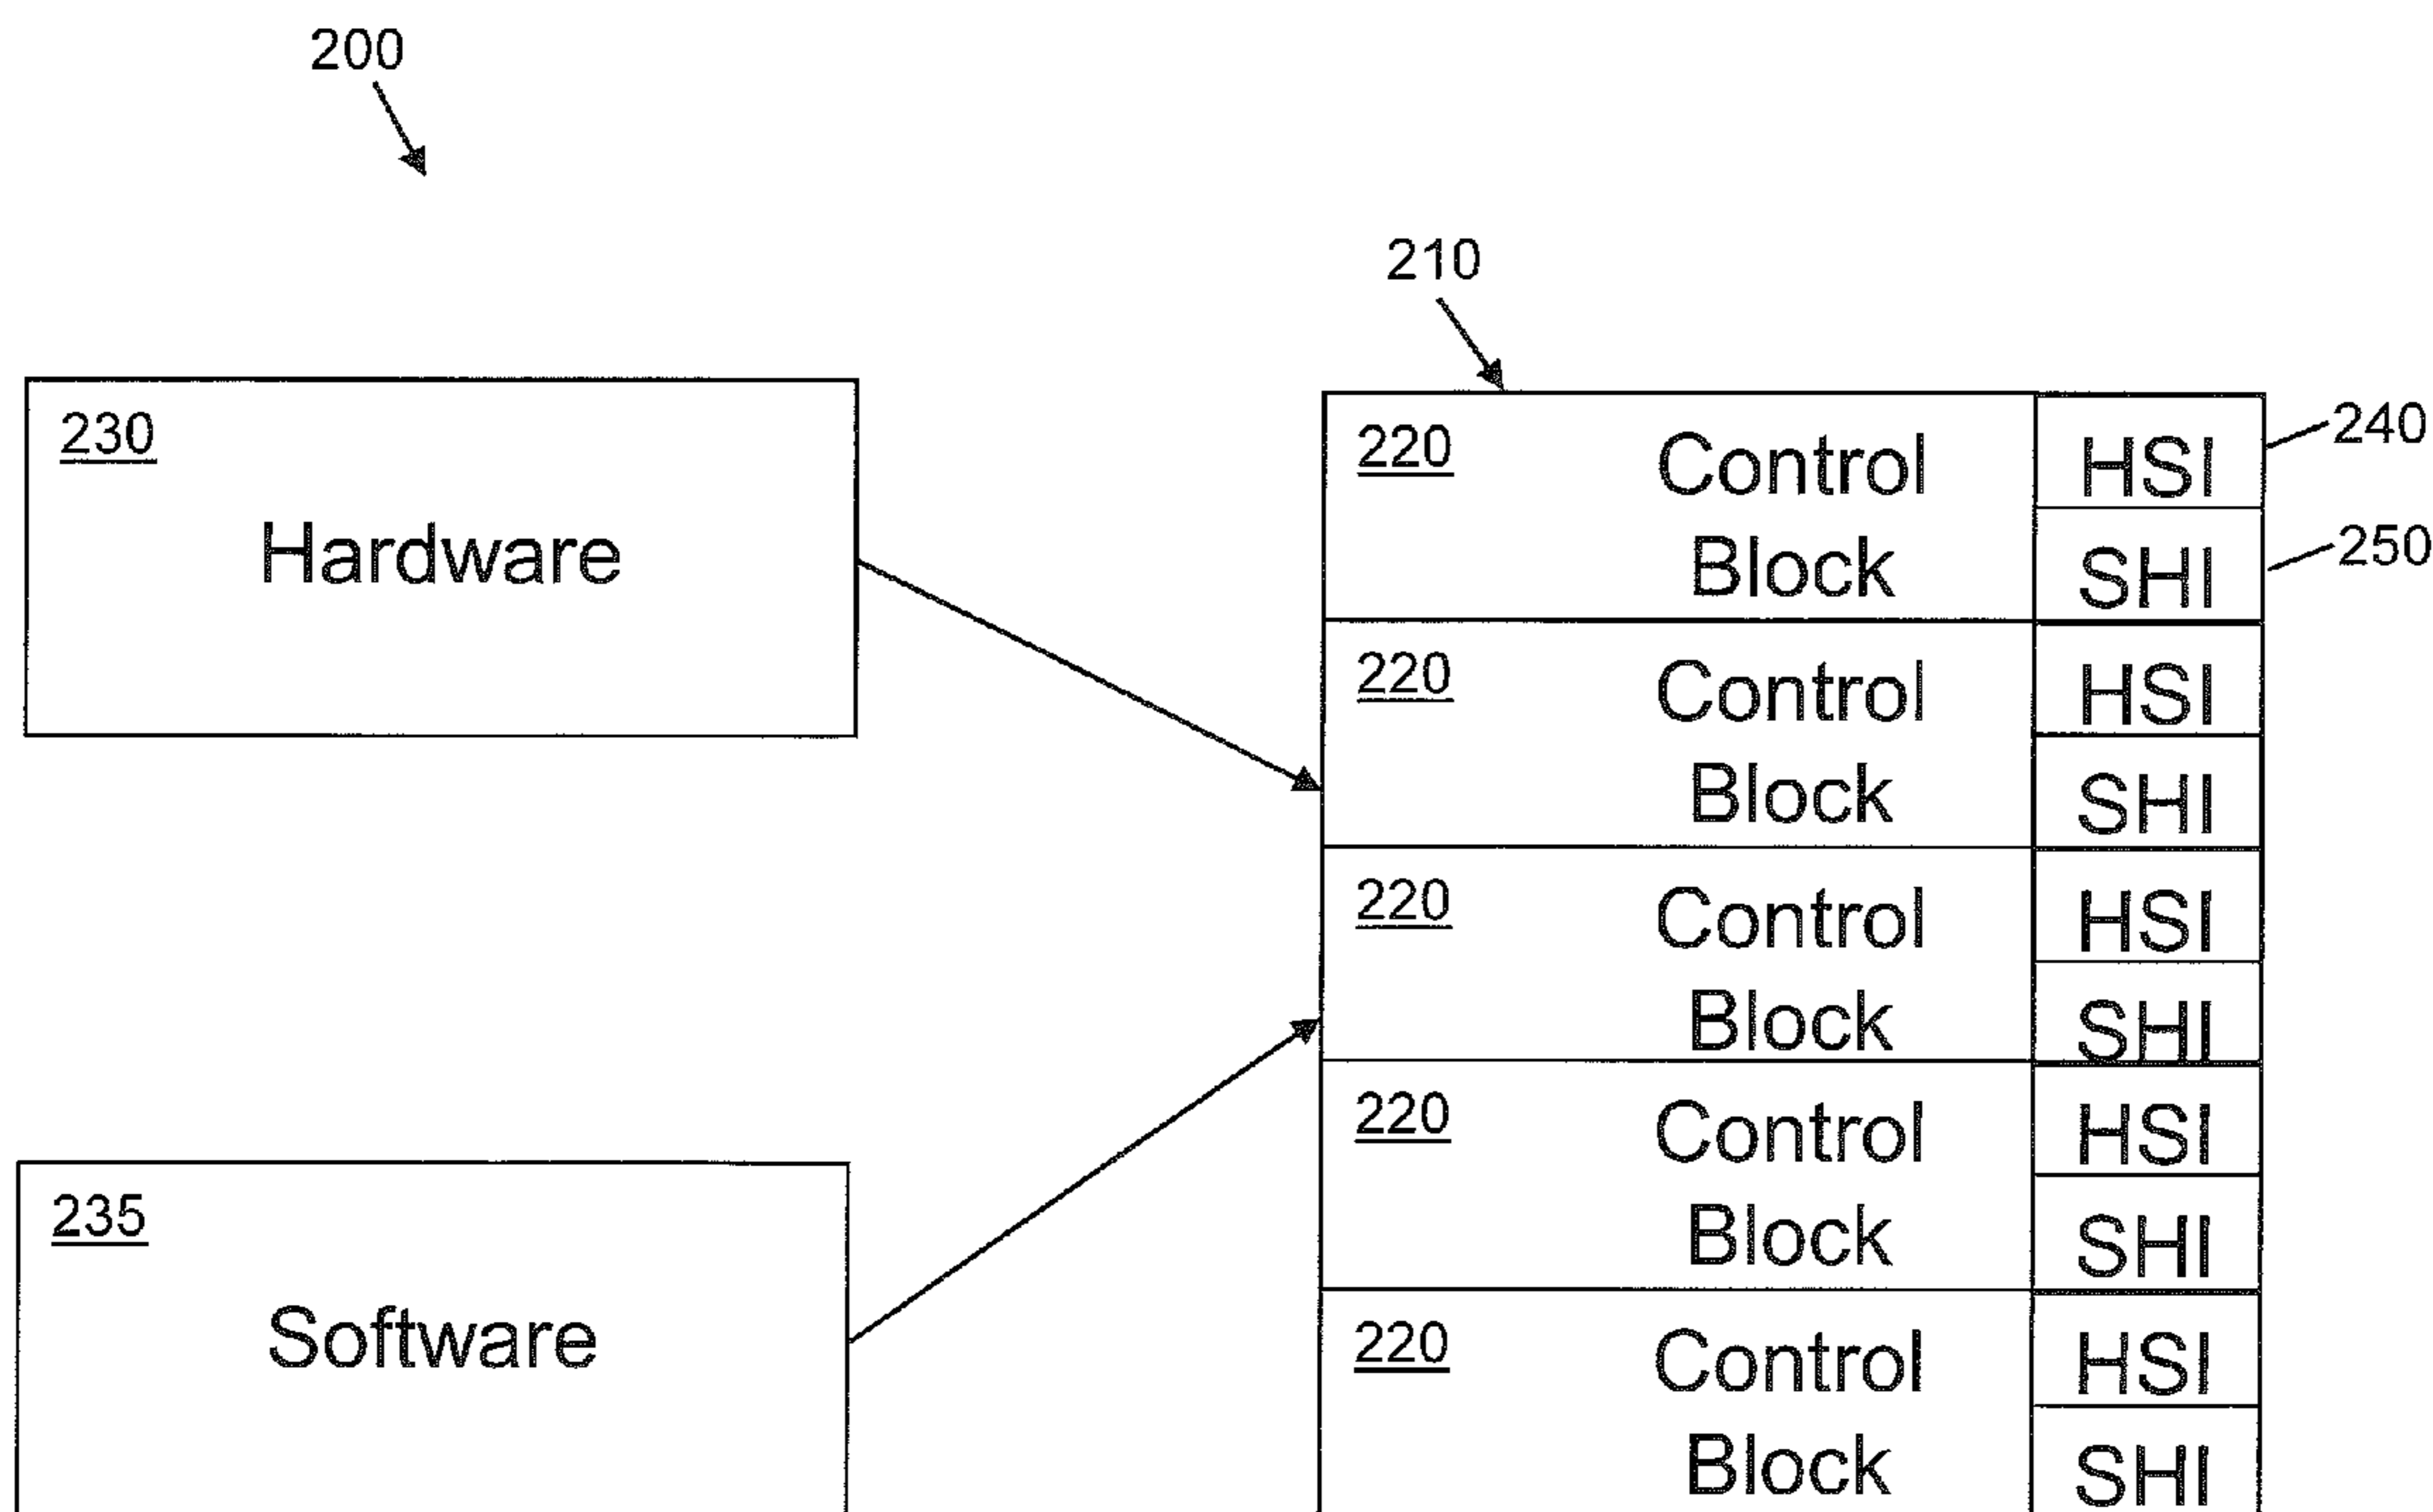 200
210
230
Hardware
220
Control
Block
HSI
SHI
240
250
220
Control
Block
HSI
SHI
220
Control
Block
HSI
SHI
220
Control
Block
HSI
SHI
235
Software
220
Control
Block
HSI
SHI